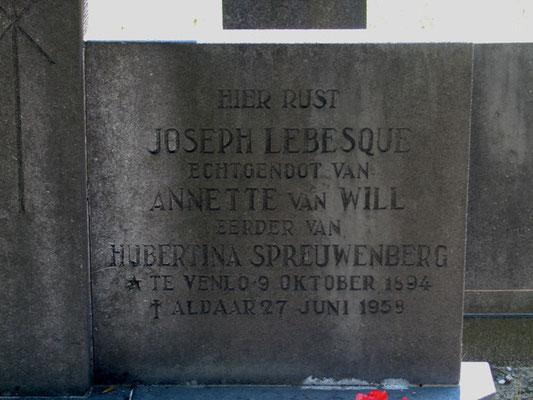 HIER RUST
JOSEPH LEBESQUE
ECHTGENOOT VAN
ANNETTE VAN WILL
EERDER VAN
HUBERTINA SPREUWENBERG
★ TE VENLO 9 OKTOBER 1894
† ALDAAR 27 JUNI 1958